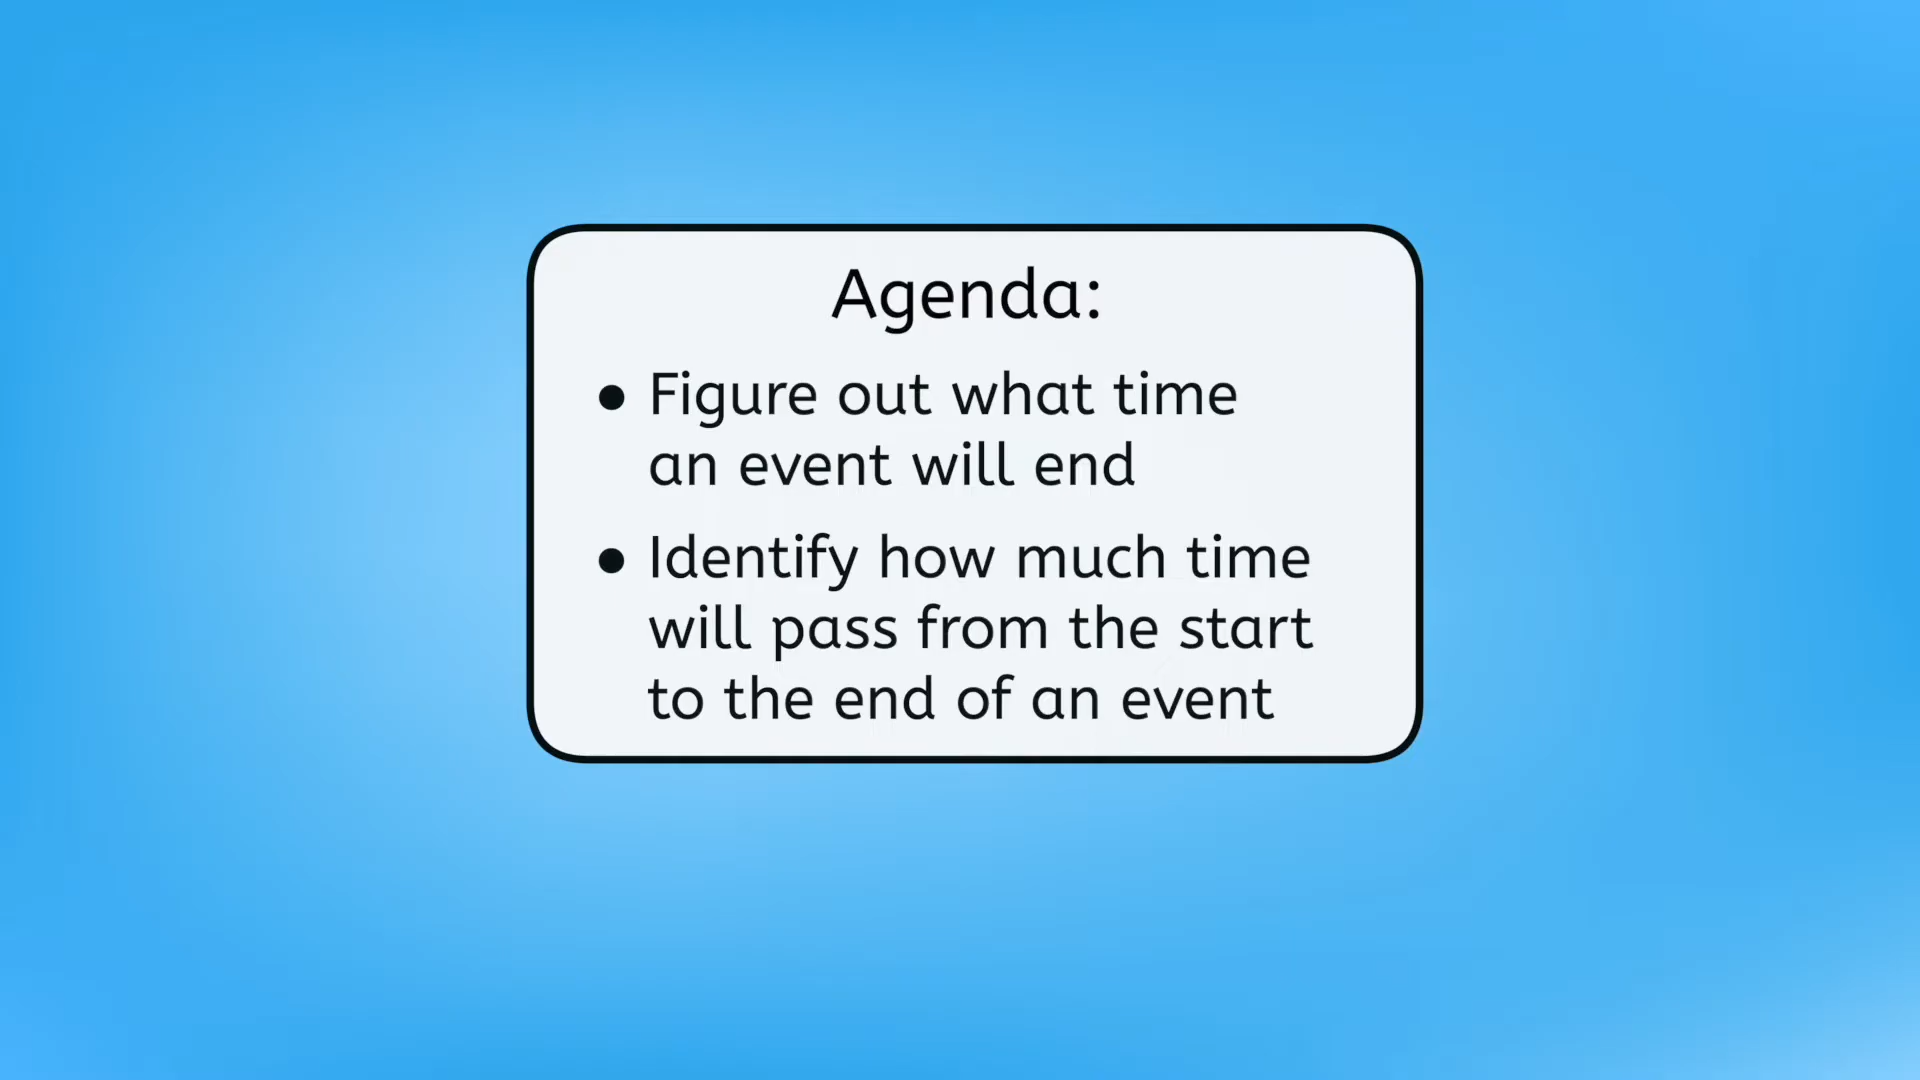 Agenda:
● Figure out what time
an event will end
● Identify how much time
will pass from the start
to the end of an event